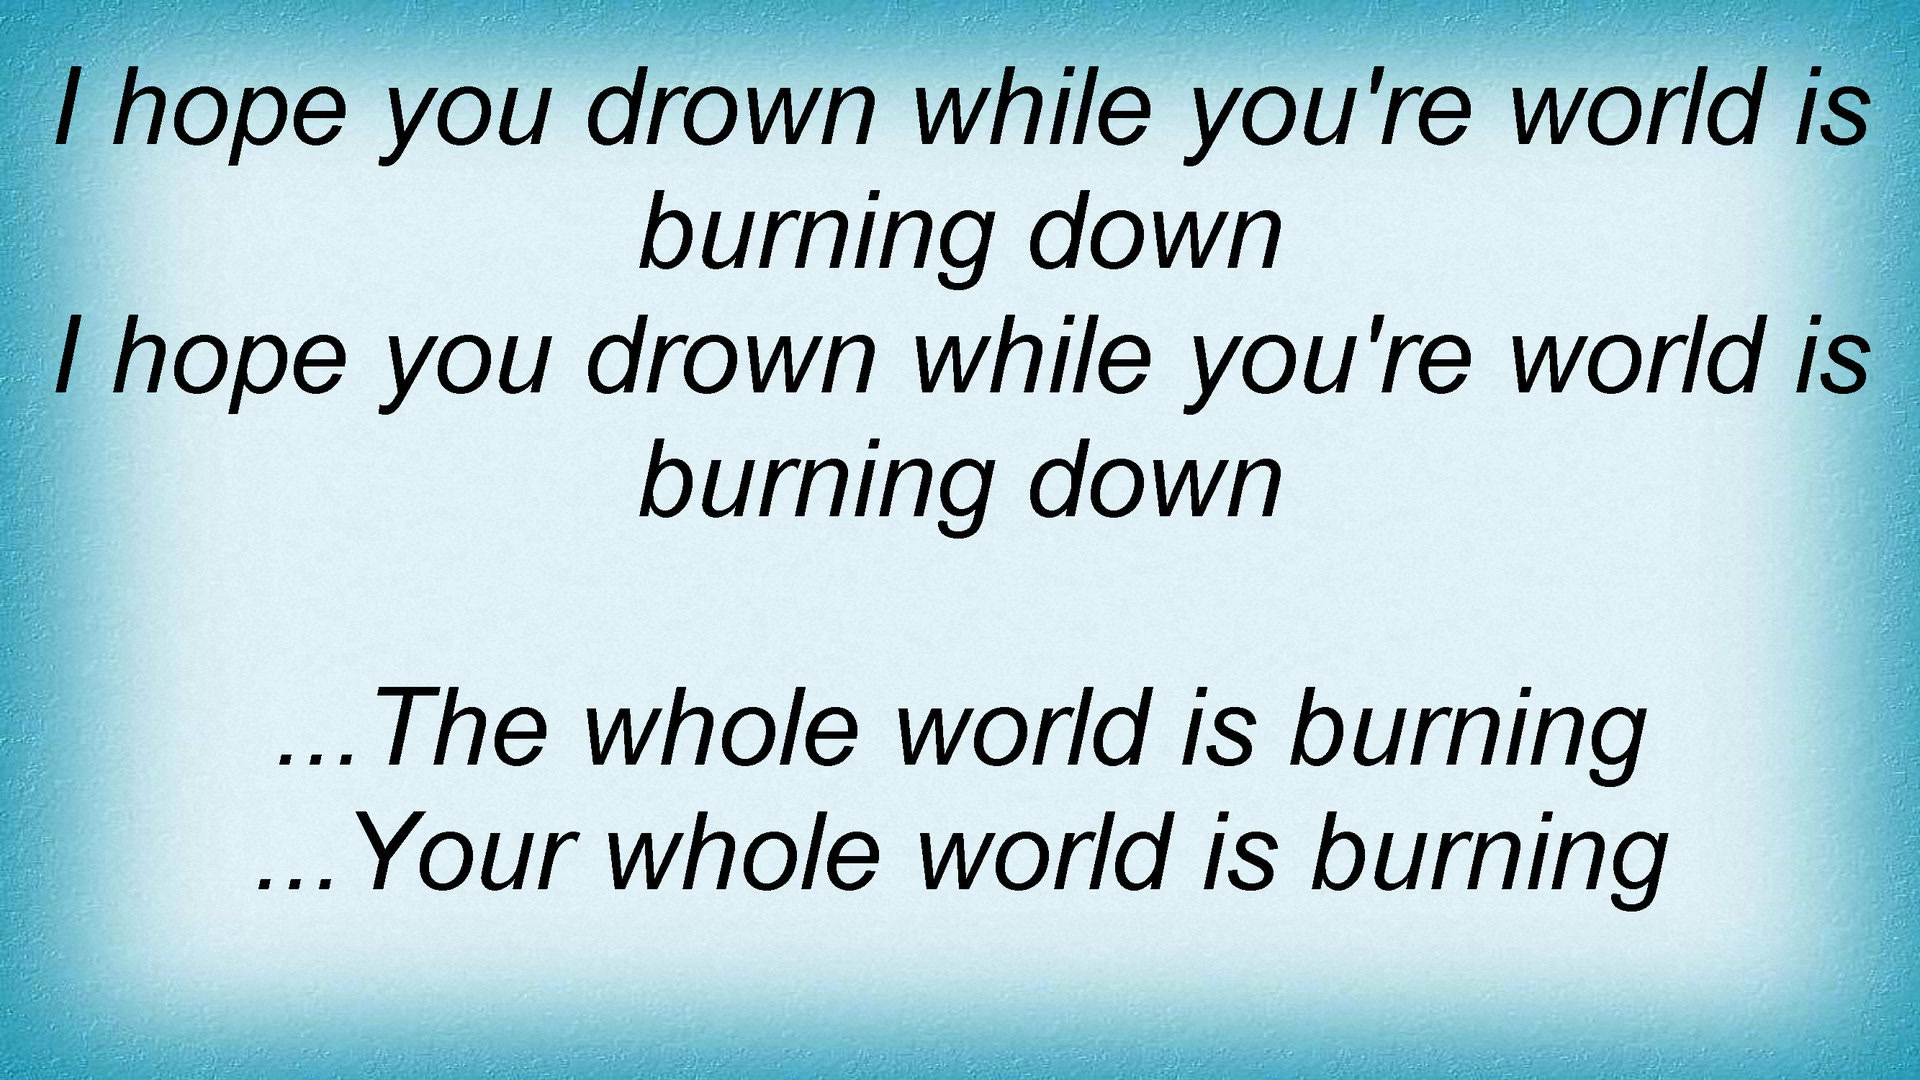 I hope you drown while you're world is
burning down
I hope you drown while you're world is
burning down
...The whole world is burning
...Your whole world is burning